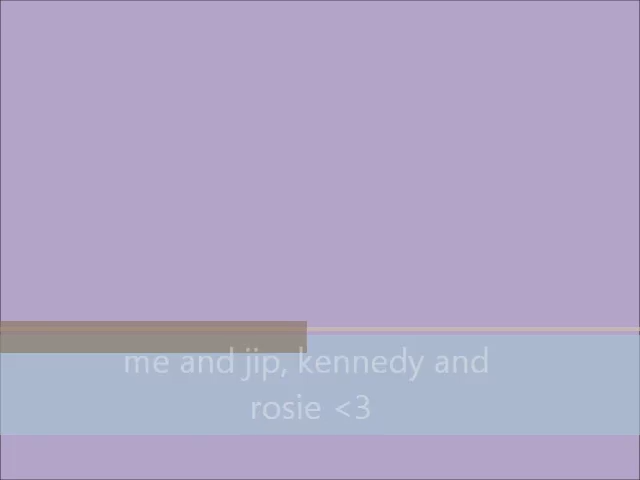 me and jip, kennedy and
rosie <3